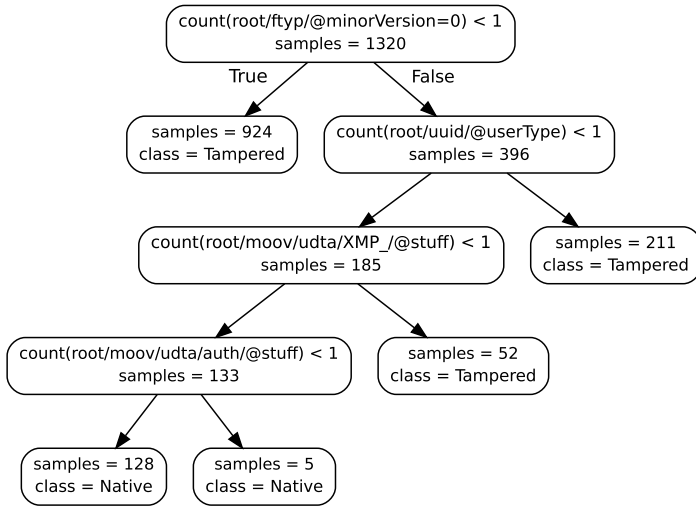 count(root/ftyp/@minorVersion=0) < 1
samples = 1320
True
False
samples = 924
class = Tampered
count(root/uuid/@userType) < 1
samples = 396
count(root/moov/udta/XMP_/@stuff) < 1
samples = 185
samples = 211
class = Tampered
count(root/moov/udta/auth/@stuff) < 1
samples = 133
samples = 52
class = Tampered
samples = 128
class = Native
samples = 5
class = Native